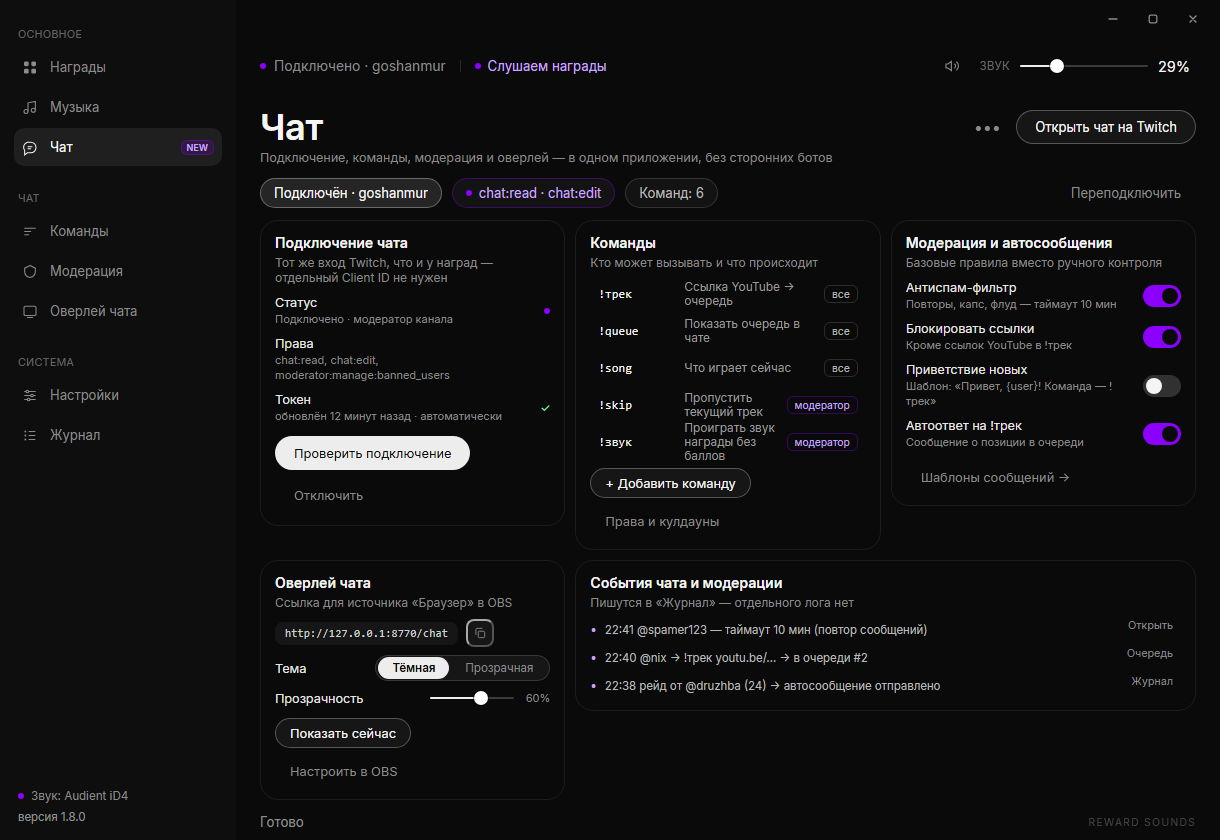 ОСНОВНОЕ
Награды
Музыка
Чат
NEW
ЧАТ
Команды
Модерация
Оверлей чата
СИСТЕМА
Настройки
Журнал
Звук: Audient iD4
версия 1.8.0
Подключено · goshanmur
Слушаем награды
ЗВУК
29%
Чат
Подключение, команды, модерация и оверлей — в одном приложении, без сторонних ботов
Открыть чат на Twitch
Подключён · goshanmur
chat:read · chat:edit
Команд: 6
Переподключить
Подключение чата
Тот же вход Twitch, что и у наград —
отдельный Client ID не нужен
Статус
Подключено · модератор канала
Права
chat:read, chat:edit,
moderator:manage:banned_users
Токен
обновлён 12 минут назад · автоматически
Проверить подключение
Отключить
Команды
Кто может вызывать и что происходит
!трек
Ссылка YouTube →
очередь
все
!queue
Показать очередь в
чате
все
!song
Что играет сейчас
все
!skip
Пропустить
текущий трек
модератор
!звук
Проиграть звук
награды без
баллов
модератор
+ Добавить команду
Права и кулдауны
Модерация и автосообщения
Базовые правила вместо ручного контроля
Антиспам-фильтр
Повторы, капс, флуд — таймаут 10 мин
Блокировать ссылки
Кроме ссылок YouTube в !трек
Приветствие новых
Шаблон: «Привет, {user}! Команда — !
трек»
Автоответ на !трек
Сообщение о позиции в очереди
Шаблоны сообщений →
Оверлей чата
Ссылка для источника «Браузер» в OBS
http://127.0.0.1:8770/chat
Тема
Тёмная
Прозрачная
Прозрачность
60%
Показать сейчас
Настроить в OBS
События чата и модерации
Пишутся в «Журнал» — отдельного лога нет
• 22:41 @spamer123 — таймаут 10 мин (повтор сообщений)
Открыть
• 22:40 @nix → !трек youtu.be/... → в очереди #2
Очередь
• 22:38 рейд от @druzhba (24) → автосообщение отправлено
Журнал
Готово
REWARD SOUNDS